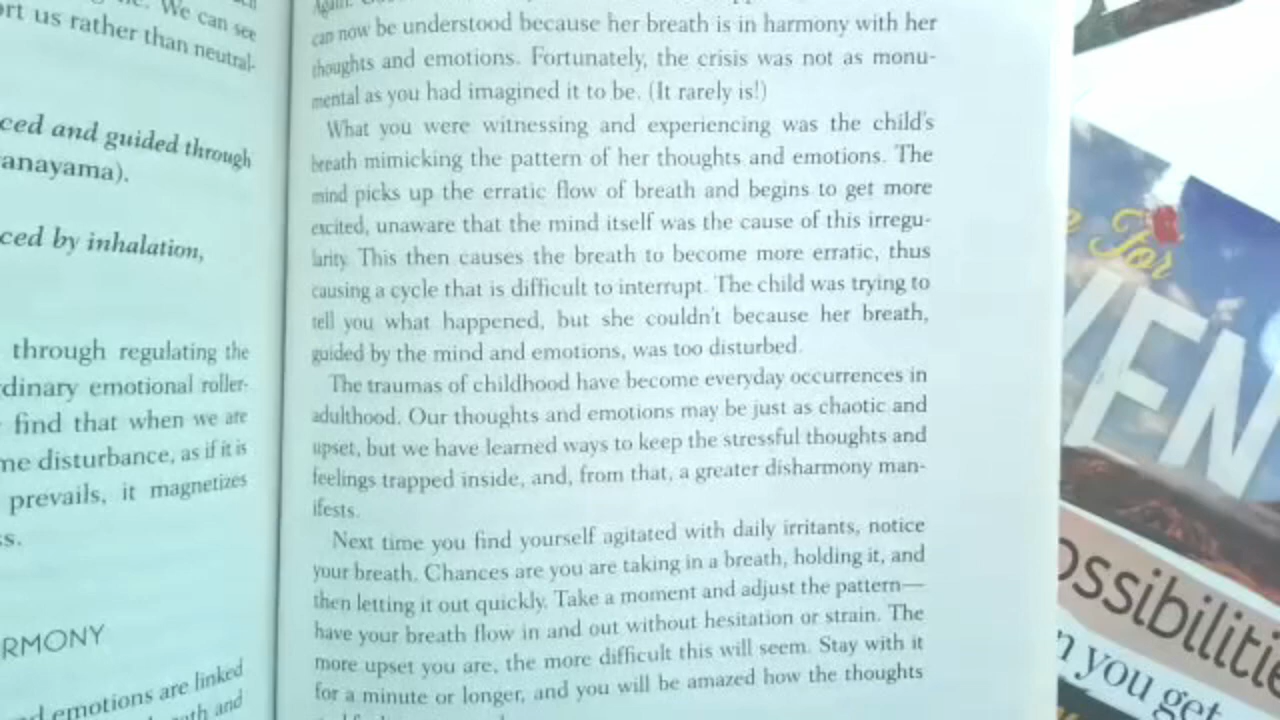 We can see
ort us rather than neutral-
ced and guided through
anayama).
ced by inhalation,
through regulating the
dinary emotional roller-
find that when we are
me disturbance, as if it is
prevails, it magnetizes
s.
RMONY
emotions are linked
and
Again
can now be understood because her breath is in harmony with her
thoughts and emotions. Fortunately, the crisis was not as monu-
mental as you had imagined it to be. (It rarely is!)
What you were witnessing and experiencing was the child's
breath mimicking the pattern of her thoughts and emotions. The
mind picks up the erratic flow of breath and begins to get more
excited, unaware that the mind itself was the cause of this irregu-
larity. This then causes the breath to become more erratic, thus
causing a cycle that is difficult to interrupt. The child was trying to
tell you what happened, but she couldn't because her breath,
guided by the mind and emotions, was too disturbed.
The traumas of childhood have become everyday occurrences in
adulthood. Our thoughts and emotions may be just as chaotic and
upset, but we have learned ways to keep the stressful thoughts and
feelings trapped inside, and, from that, a greater disharmony man-
ifests.
Next time you find yourself agitated with daily irritants, notice
your breath. Chances are you are taking in a breath, holding it, and
then letting it out quickly. Take a moment and adjust the pattern—
have your breath flow in and out without hesitation or strain. The
more upset you are, the more difficult this will seem. Stay with it
for a minute or longer, and you will be amazed how the thoughts
e For
VEN
ossibilitie
n you get